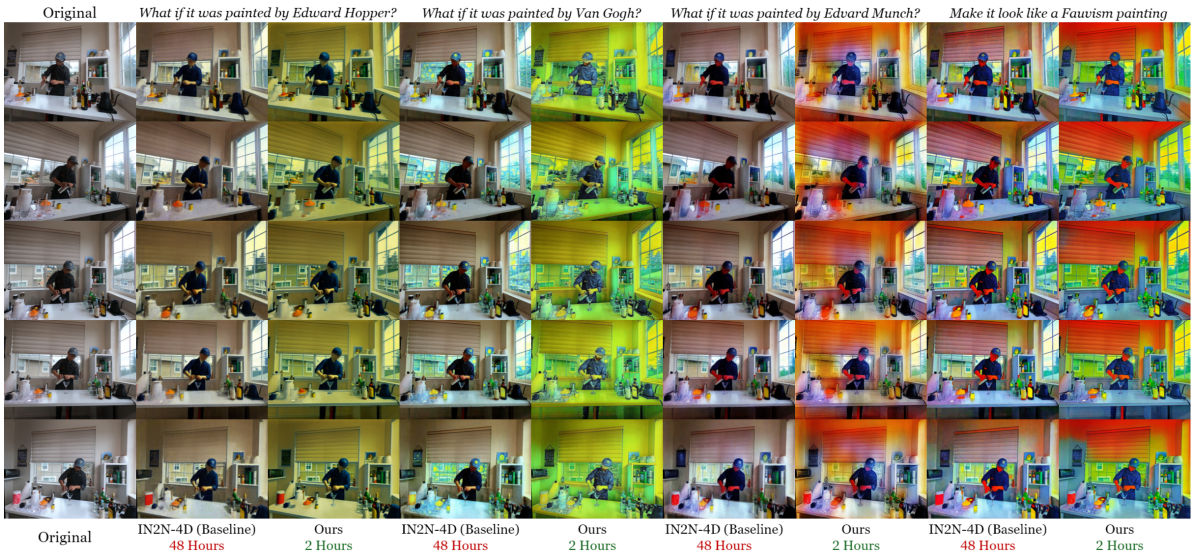 Original
What if it was painted by Edward Hopper?
What if it was painted by Van Gogh?
What if it was painted by Edvard Munch?
Make it look like a Fauvism painting
Original
IN2N-4D (Baseline)
48 Hours
Ours
2 Hours
IN2N-4D (Baseline)
48 Hours
Ours
2 Hours
IN2N-4D (Baseline)
48 Hours
Ours
2 Hours
IN2N-4D (Baseline)
48 Hours
Ours
2 Hours